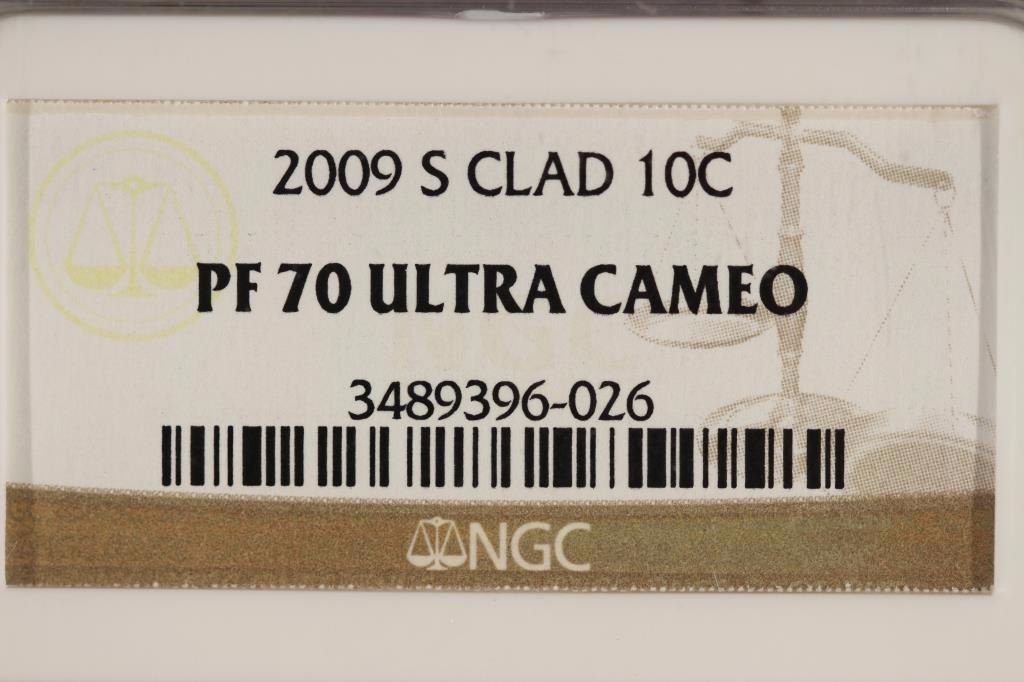 2009 S CLAD 10C
PF 70 ULTRA CAMEO
3489396-026
NGC